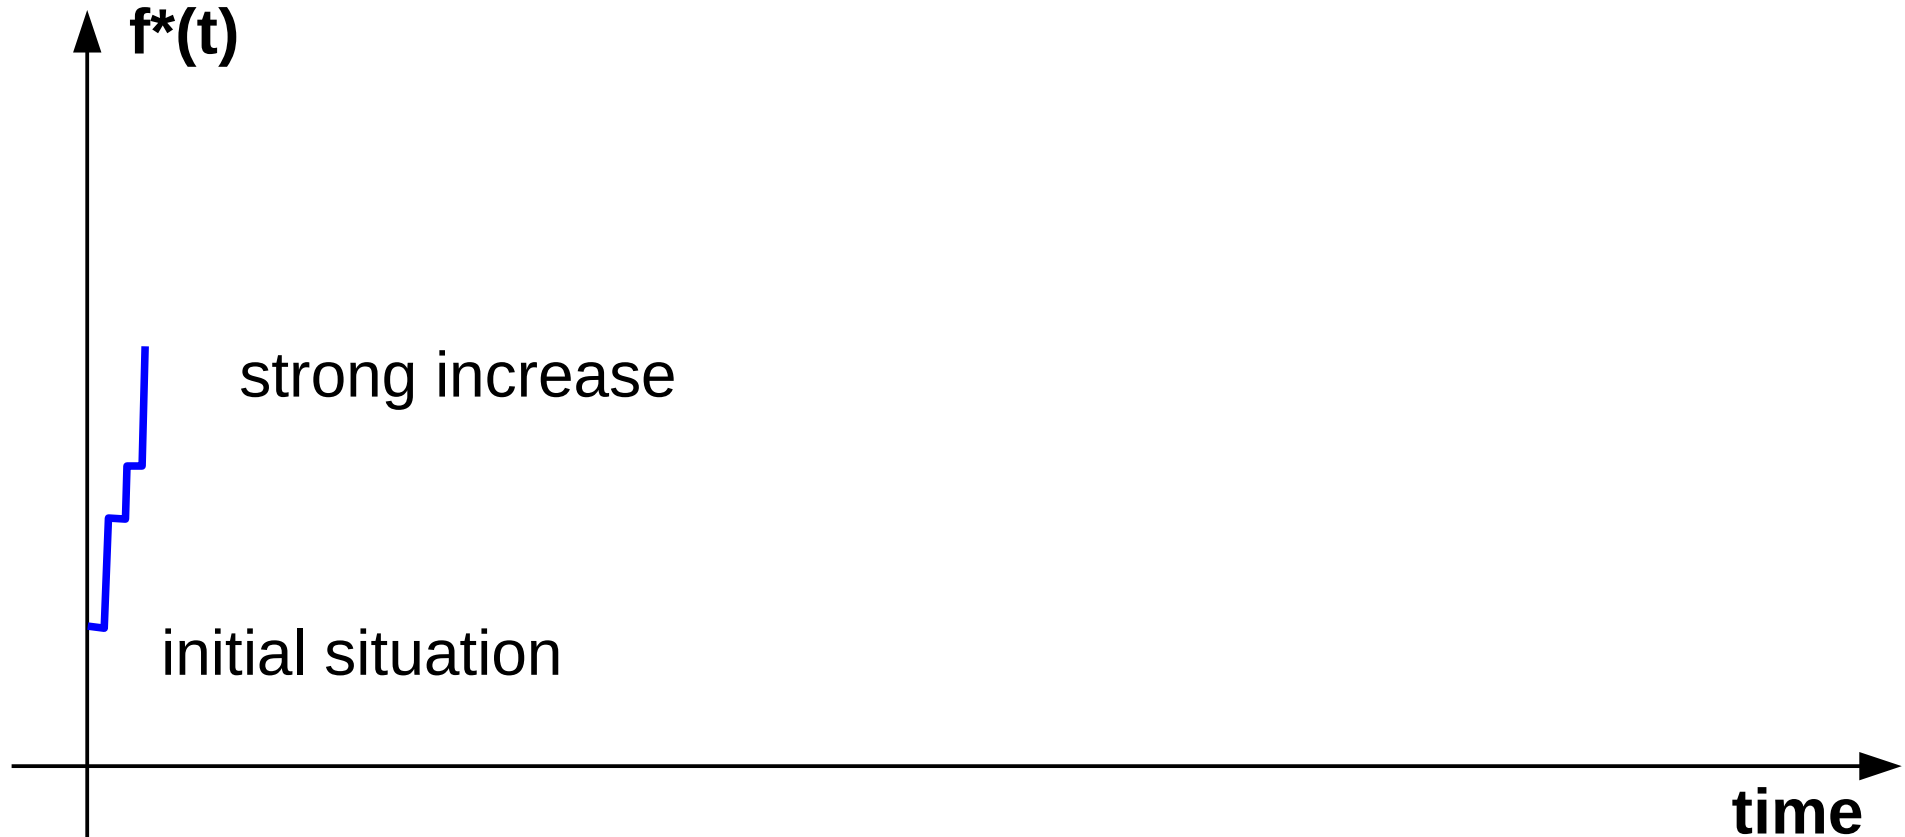 f*(t)
strong increase
initial situation
time